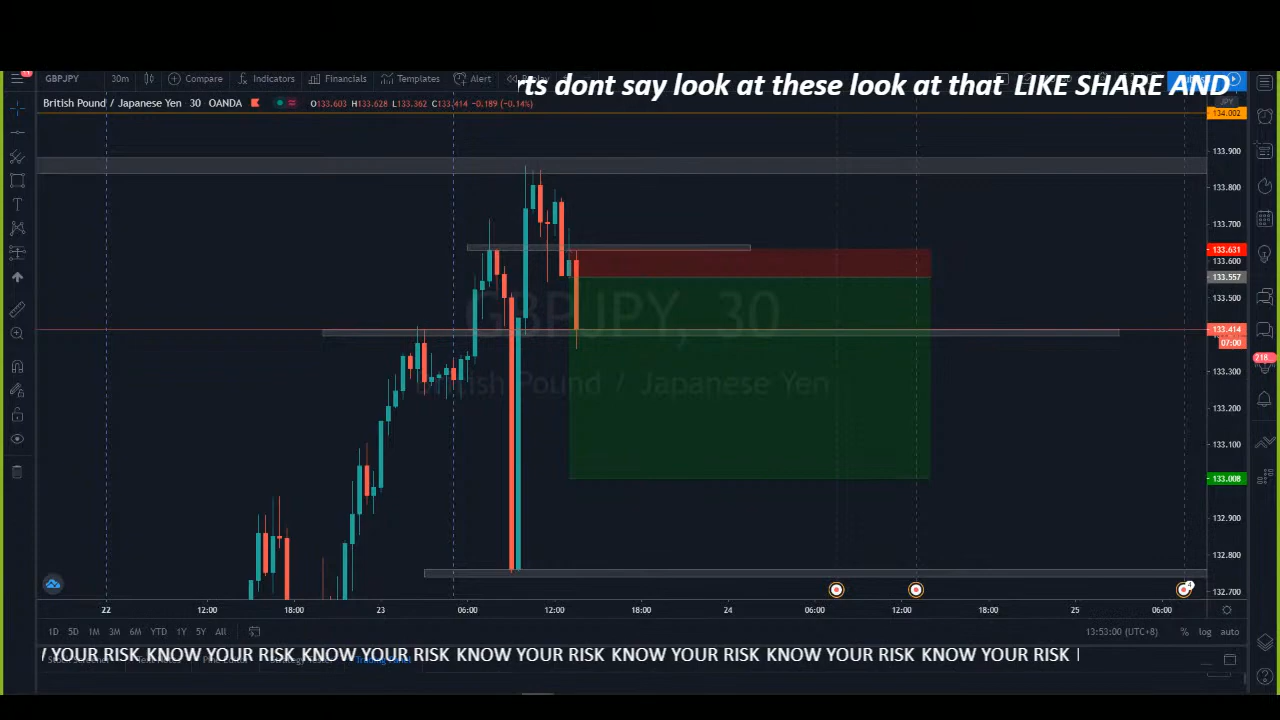 GBPJPY 30m Compare Indicators Financials Templates Alert
rts dont say look at these look at that LIKE SHARE AND
British Pound / Japanese Yen 30 OANDA O133.603 H133.628 L133.362 C133.414 -0.189 (-0.14%)
JPY
134.002
133.900
133.800
133.700
133.631
133.600
133.557
133.500
GBPJPY, 30
133.414
07:00
218
133.300
British Pound / Japanese Yen
133.200
133.100
133.008
132.900
132.800
132.700
4
22 12:00 18:00 23 06:00 12:00 18:00 24 06:00 12:00 18:00 25 06:00
1D 5D 1M 3M 6M YTD 1Y 5Y All 13:53:00 (UTC+8) % log auto
YOUR RISK KNOW YOUR RISK KNOW YOUR RISK KNOW YOUR RISK KNOW YOUR RISK KNOW YOUR RISK KNOW YOUR RISK